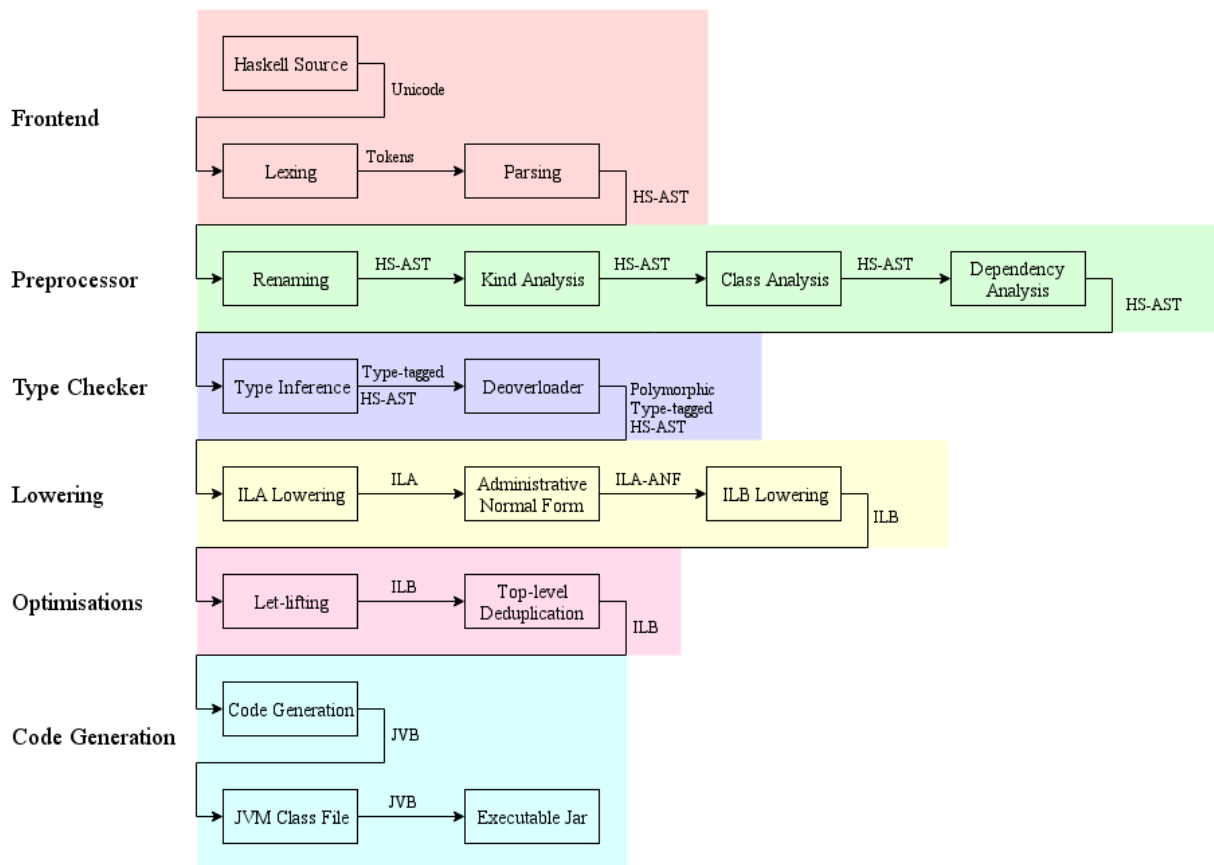 Haskell Source
Unicode
Frontend
Tokens
Lexing
Parsing
HS-AST
Preprocessor
Renaming
HS-AST
Kind Analysis
HS-AST
Class Analysis
HS-AST
Dependency
Analysis
HS-AST
Type Checker
Type Inference
Type-tagged
HS-AST
Deoverloader
Polymorphic
Type-tagged
HS-AST
Lowering
ILA Lowering
ILA
Administrative
Normal Form
ILA-ANF
ILB Lowering
ILB
Optimisations
Let-lifting
ILB
Top-level
Deduplication
ILB
Code Generation
Code Generation
JVB
JVM Class File
JVB
Executable Jar